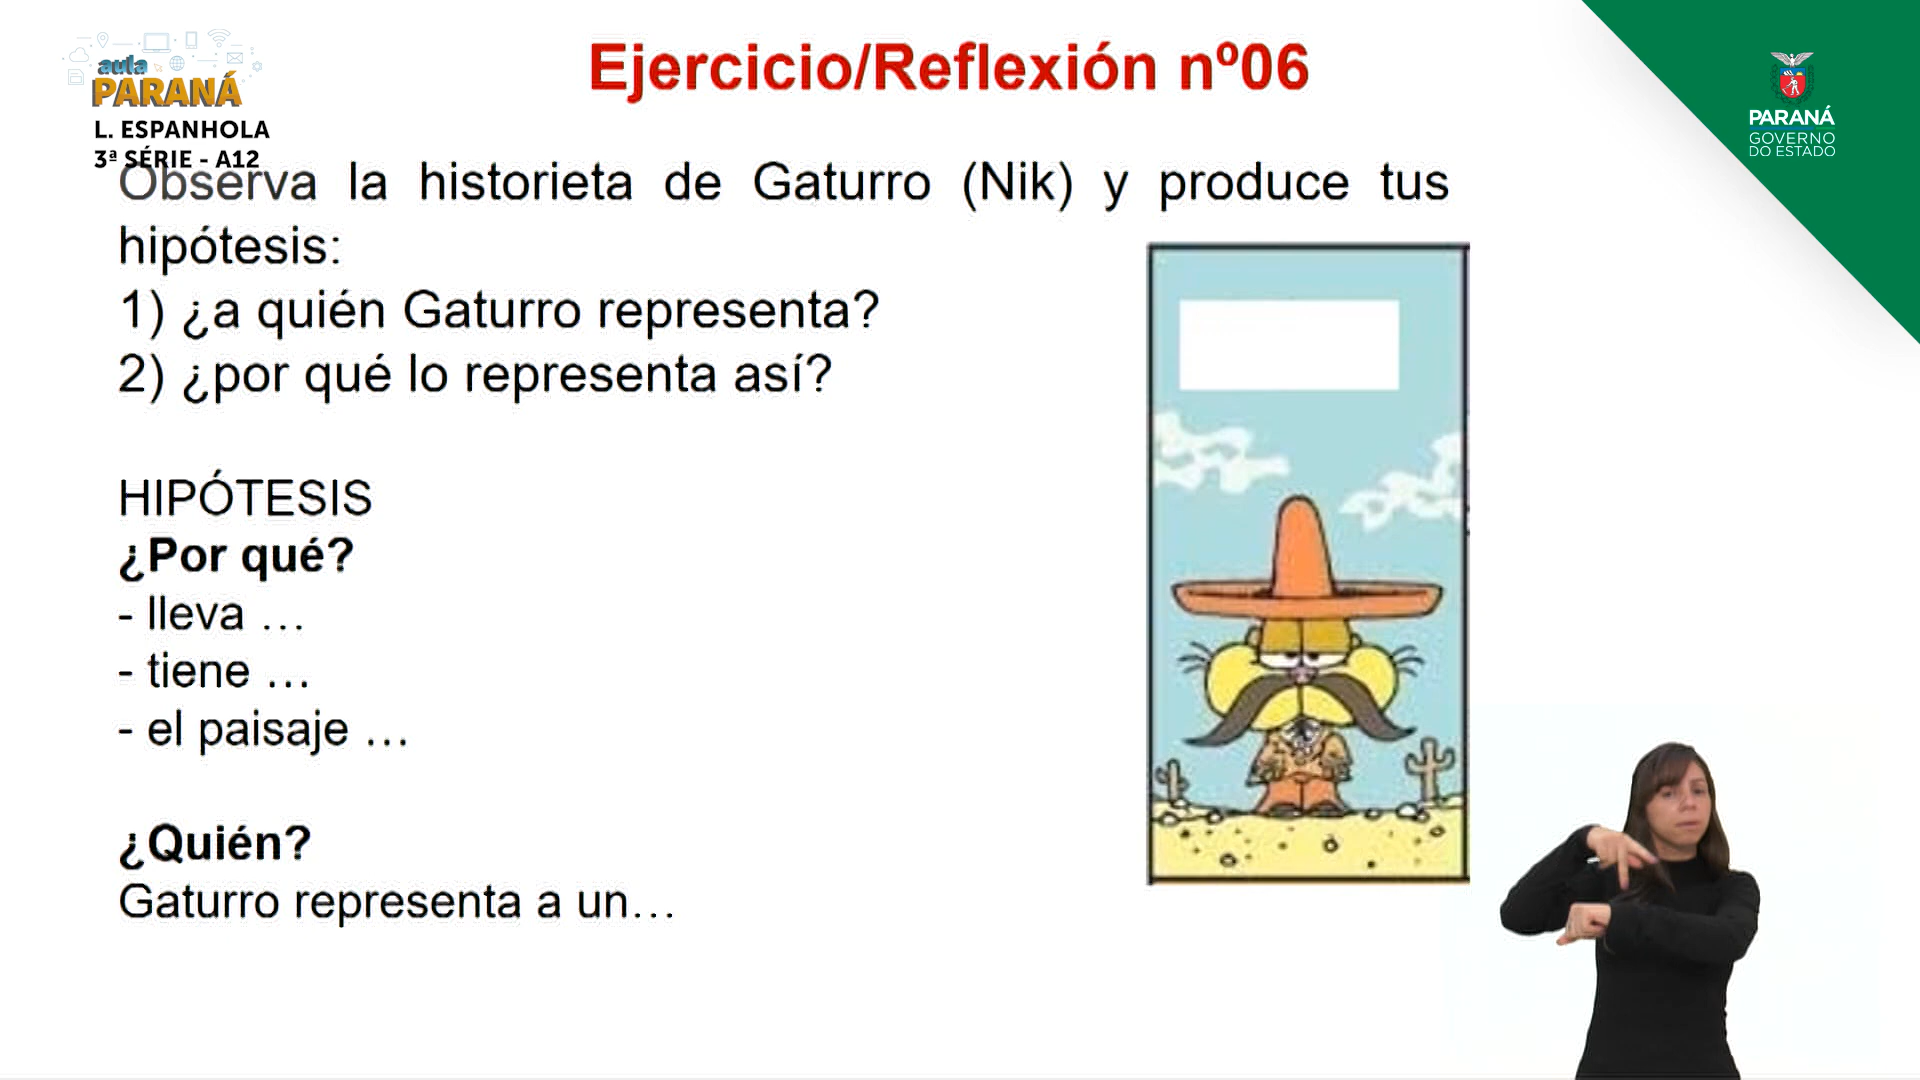 Ejercicio/Reflexión nº06
aula
PARANÁ
L. ESPANHOLA
3ª SÉRIE - A12
PARANÁ
GOVERNO
DO ESTADO
Observa la historieta de Gaturro (Nik) y produce tus
hipótesis:
1) ¿a quién Gaturro representa?
2) ¿por qué lo representa así?
HIPÓTESIS
¿Por qué?
- lleva …
- tiene …
- el paisaje …
¿Quién?
Gaturro representa a un…